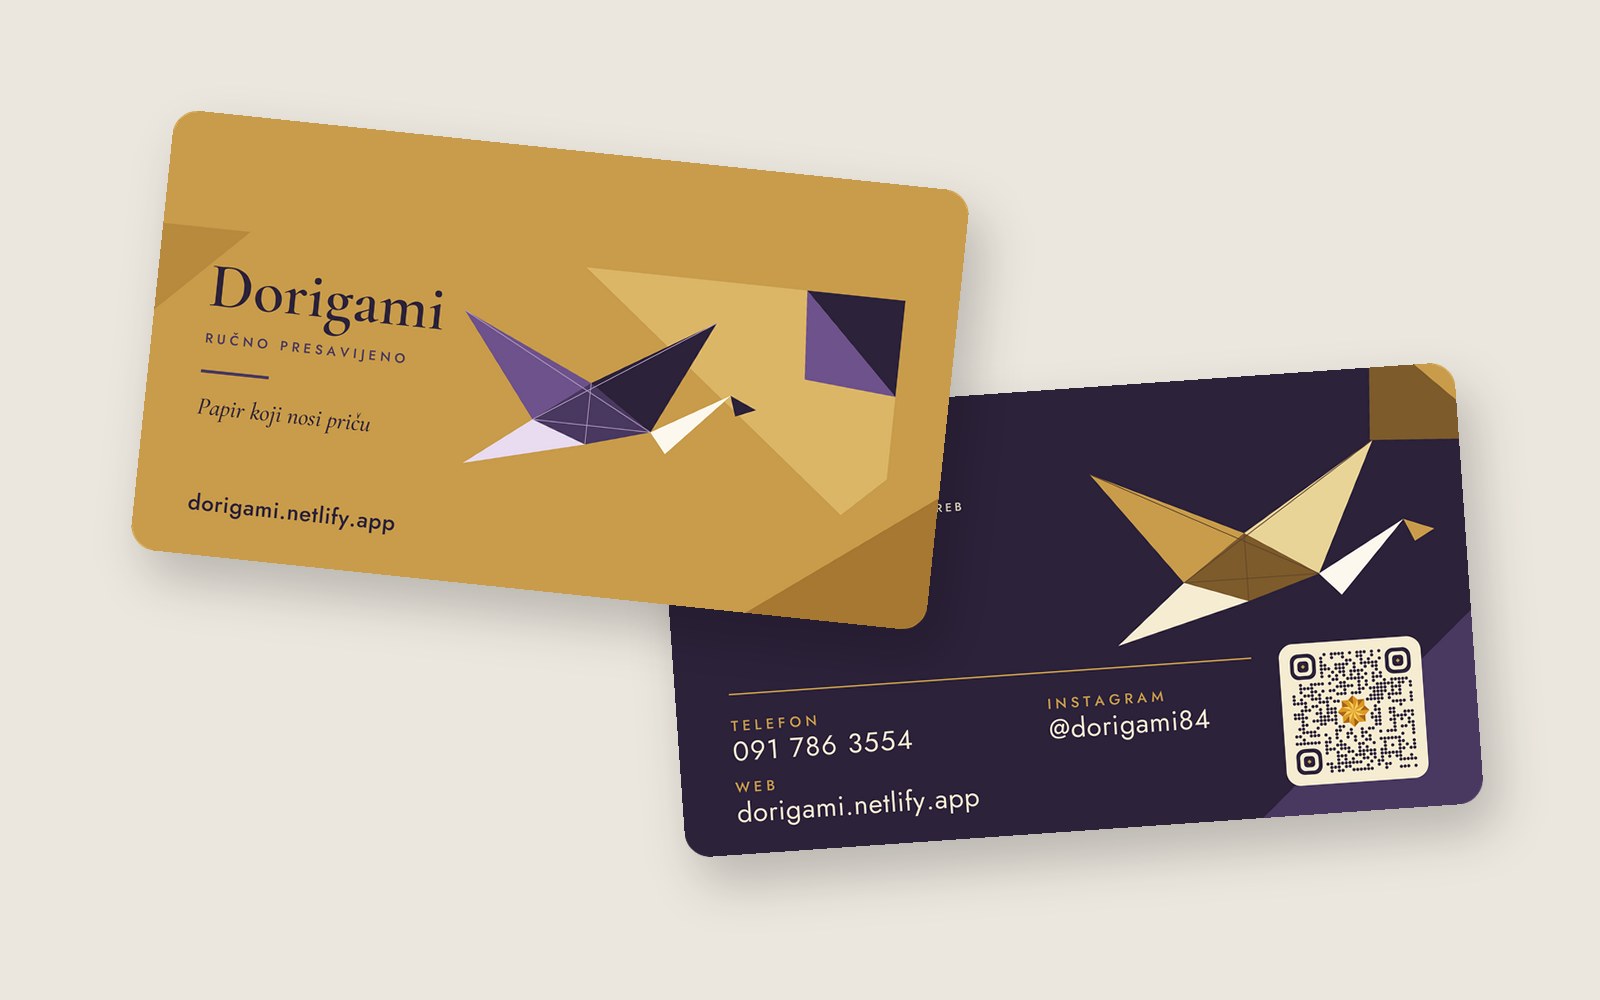 Dorigami
RUČNO PRESAVIJENO
Papir koji nosi priču
dorigami.netlify.app
TELEFON
091 786 3554
WEB
dorigami.netlify.app
INSTAGRAM
@dorigami84